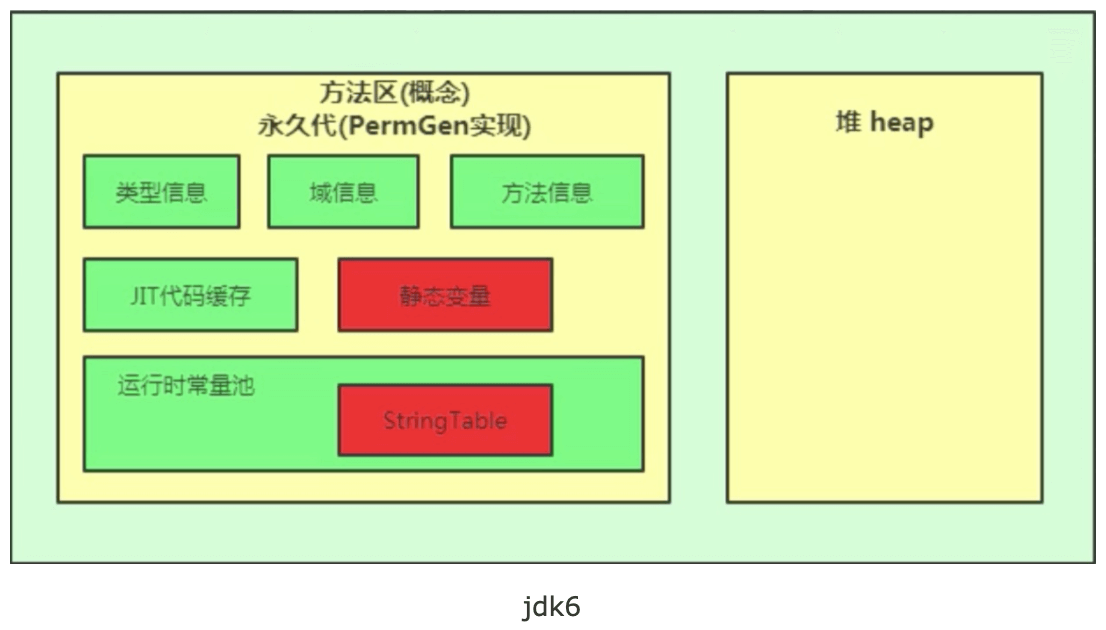 方法区(概念)
永久代(PermGen实现)
类型信息
域信息
方法信息
JIT代码缓存
静态变量
运行时常量池
StringTable
堆 heap
jdk6